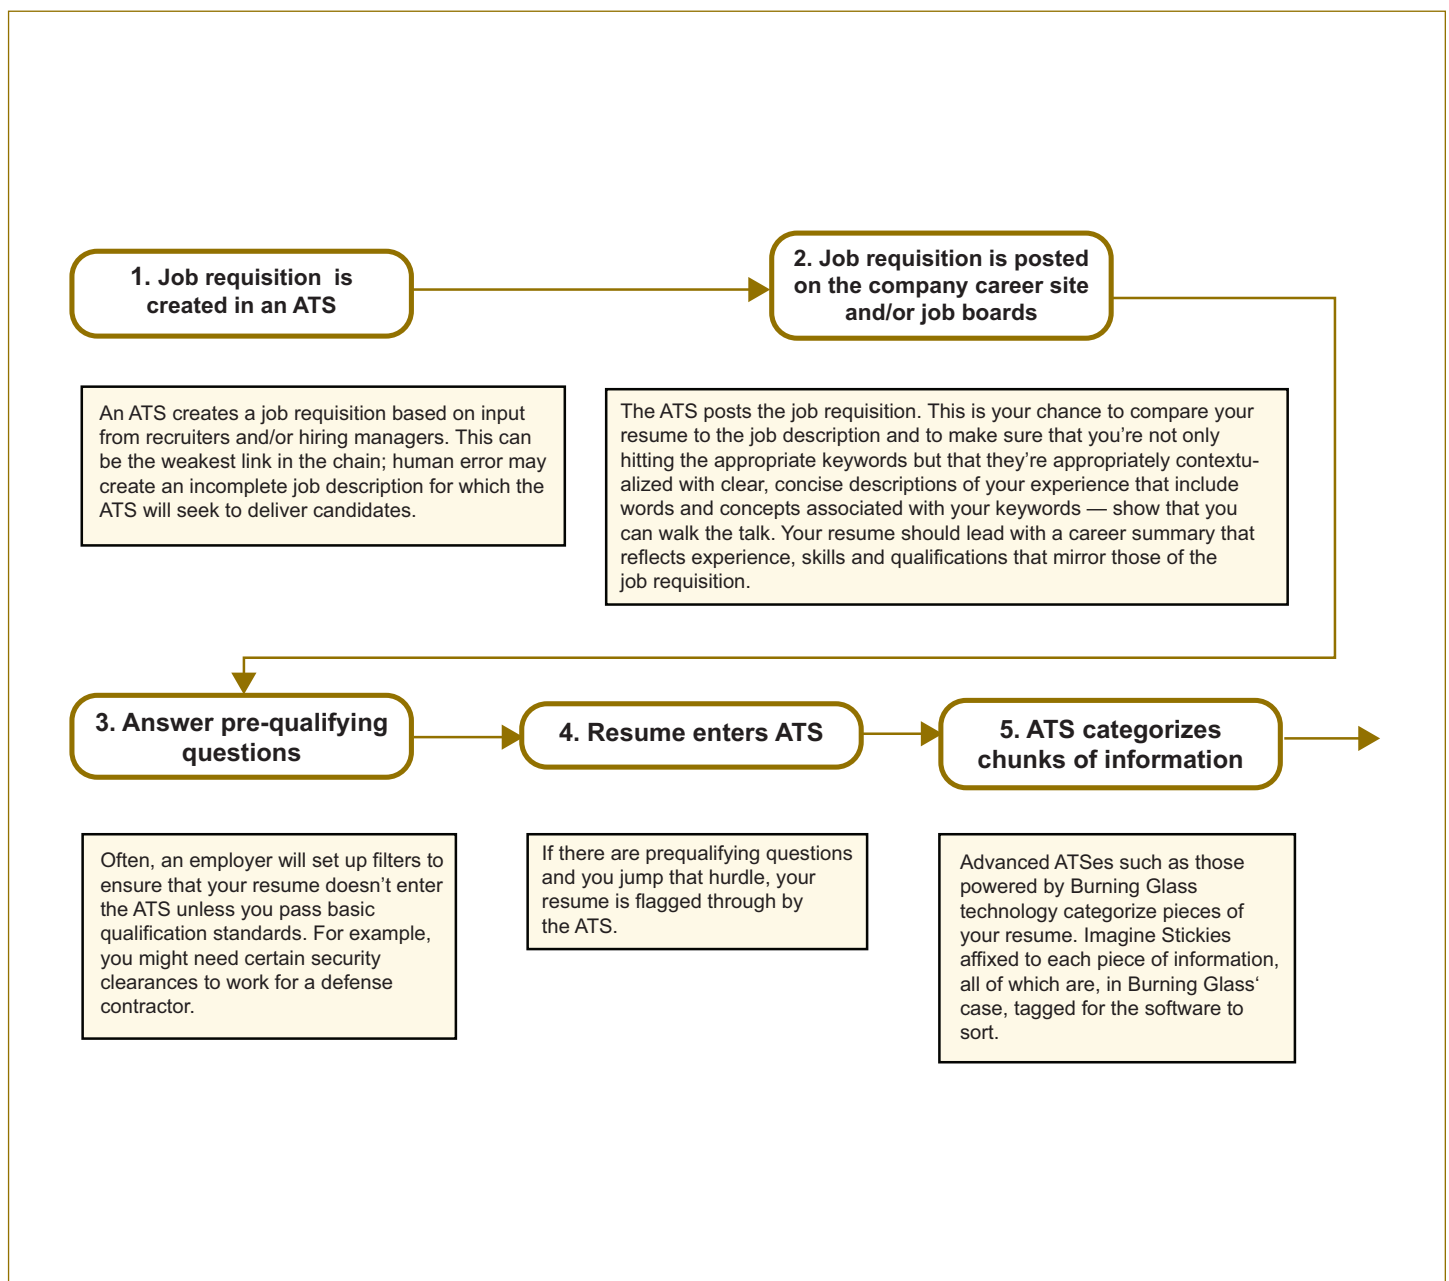 1. Job requisition is
created in an ATS
2. Job requisition is posted
on the company career site
and/or job boards
An ATS creates a job requisition based on input
from recruiters and/or hiring managers. This can
be the weakest link in the chain; human error may
create an incomplete job description for which the
ATS will seek to deliver candidates.
The ATS posts the job requisition. This is your chance to compare your
resume to the job description and to make sure that you’re not only
hitting the appropriate keywords but that they’re appropriately contextu-
alized with clear, concise descriptions of your experience that include
words and concepts associated with your keywords — show that you
can walk the talk. Your resume should lead with a career summary that
reflects experience, skills and qualifications that mirror those of the
job requisition.
3. Answer pre-qualifying
questions
4. Resume enters ATS
5. ATS categorizes
chunks of information
Often, an employer will set up filters to
ensure that your resume doesn’t enter
the ATS unless you pass basic
qualification standards. For example,
you might need certain security
clearances to work for a defense
contractor.
If there are prequalifying questions
and you jump that hurdle, your
resume is flagged through by
the ATS.
Advanced ATSes such as those
powered by Burning Glass
technology categorize pieces of
your resume. Imagine Stickies
affixed to each piece of information,
all of which are, in Burning Glass‘
case, tagged for the software to
sort.